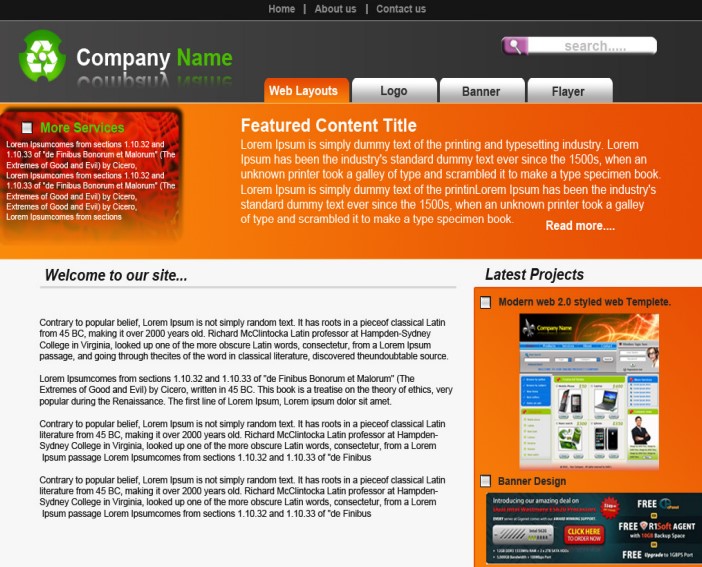 Home | About us | Contact us
Company Name
search.....
Web Layouts Logo Banner Flayer
More Services
Lorem Ipsumcomes from sections 1.10.32 and
1.10.33 of "de Finibus Bonorum et Malorum" (The
Extremes of Good and Evil) by Cicero,
Lorem Ipsumcomes from sections 1.10.32 and
1.10.33 of "de Finibus Bonorum et Malorum" (The
Extremes of Good and Evil) by Cicero,
Extremes of Good and Evil) by Cicero,
Lorem Ipsumcomes from sections
Featured Content Title
Lorem Ipsum is simply dummy text of the printing and typesetting industry. Lorem
Ipsum has been the industry's standard dummy text ever since the 1500s, when an
unknown printer took a galley of type and scrambled it to make a type specimen book.
Lorem Ipsum is simply dummy text of the printinLorem Ipsum has been the industry's
standard dummy text ever since the 1500s, when an unknown printer took a galley
of type and scrambled it to make a type specimen book.
Read more....
Welcome to our site...
Contrary to popular belief, Lorem Ipsum is not simply random text. It has roots in a pieceof classical Latin
from 45 BC, making it over 2000 years old. Richard McClintocka Latin professor at Hampden-Sydney
College in Virginia, looked up one of the more obscure Latin words, consectetur, from a Lorem Ipsum
passage, and going through thecites of the word in classical literature, discovered theundoubtable source.
Lorem Ipsumcomes from sections 1.10.32 and 1.10.33 of "de Finibus Bonorum et Malorum" (The
Extremes of Good and Evil) by Cicero, written in 45 BC. This book is a treatise on the theory of ethics, very
popular during the Renaissance. The first line of Lorem Ipsum, Lorem ipsum dolor sit amet.
Contrary to popular belief, Lorem Ipsum is not simply random text. It has roots in a pieceof classical Latin
literature from 45 BC, making it over 2000 years old. Richard McClintocka Latin professor at Hampden-
Sydney College in Virginia, looked up one of the more obscure Latin words, consectetur, from a Lorem
Ipsum passage Lorem Ipsumcomes from sections 1.10.32 and 1.10.33 of "de Finibus
Contrary to popular belief, Lorem Ipsum is not simply random text. It has roots in a pieceof classical Latin
literature from 45 BC, making it over 2000 years old. Richard McClintocka Latin professor at Hampden-
Sydney College in Virginia, looked up one of the more obscure Latin words, consectetur, from a Lorem
Ipsum passage Lorem Ipsumcomes from sections 1.10.32 and 1.10.33 of "de Finibus
Latest Projects
Modern web 2.0 styled web Templete.
Company Name
Banner Design
Introducing our amazing deal on
CLICK HERE
TO ORDER NOW
FREE
FREE R1Soft AGENT
with 10GB Backup Space
FREE Upgrade to 1GBPS Port